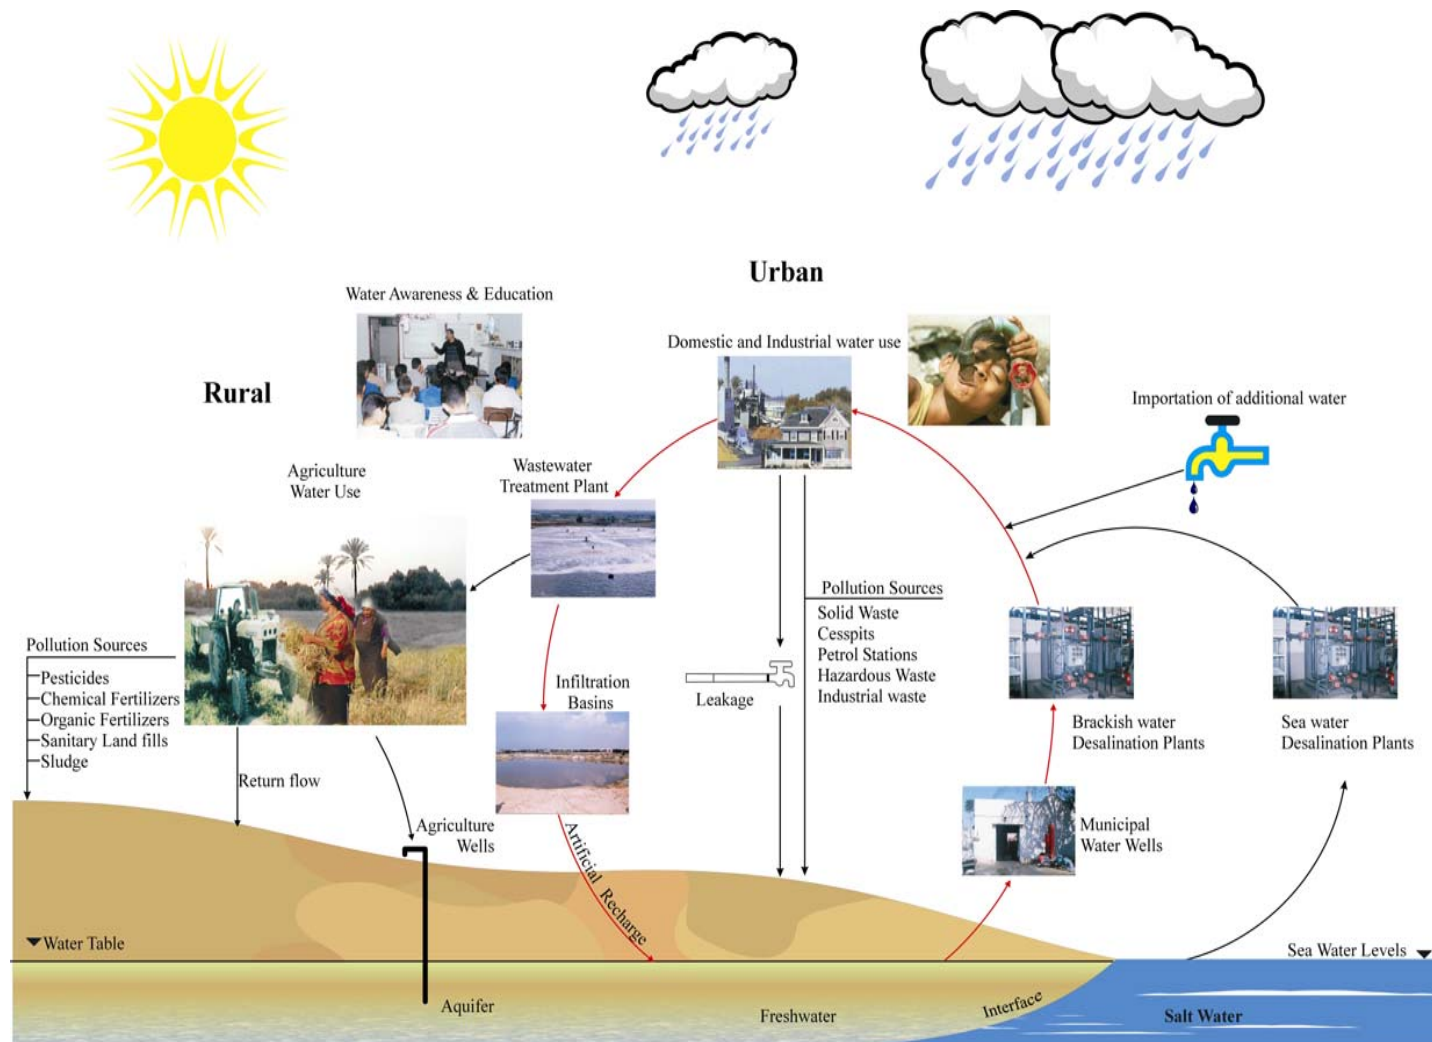 Urban
Water Awareness & Education
Domestic and Industrial water use
Rural
Importation of additional water
Agriculture
Water Use
Wastewater
Treatment Plant
Pollution Sources
Solid Waste
Cesspits
Petrol Stations
Hazardous Waste
Industrial waste
Pollution Sources
Pesticides
Chemical Fertilizers
Organic Fertilizers
Sanitary Land fills
Sludge
Infiltration
Basins
Leakage
Brackish water
Desalination Plants
Sea water
Desalination Plants
Return flow
Agriculture
Wells
Municipal
Water Wells
Artificial Recharge
Water Table
Sea Water Levels
Aquifer
Freshwater
Interface
Salt Water